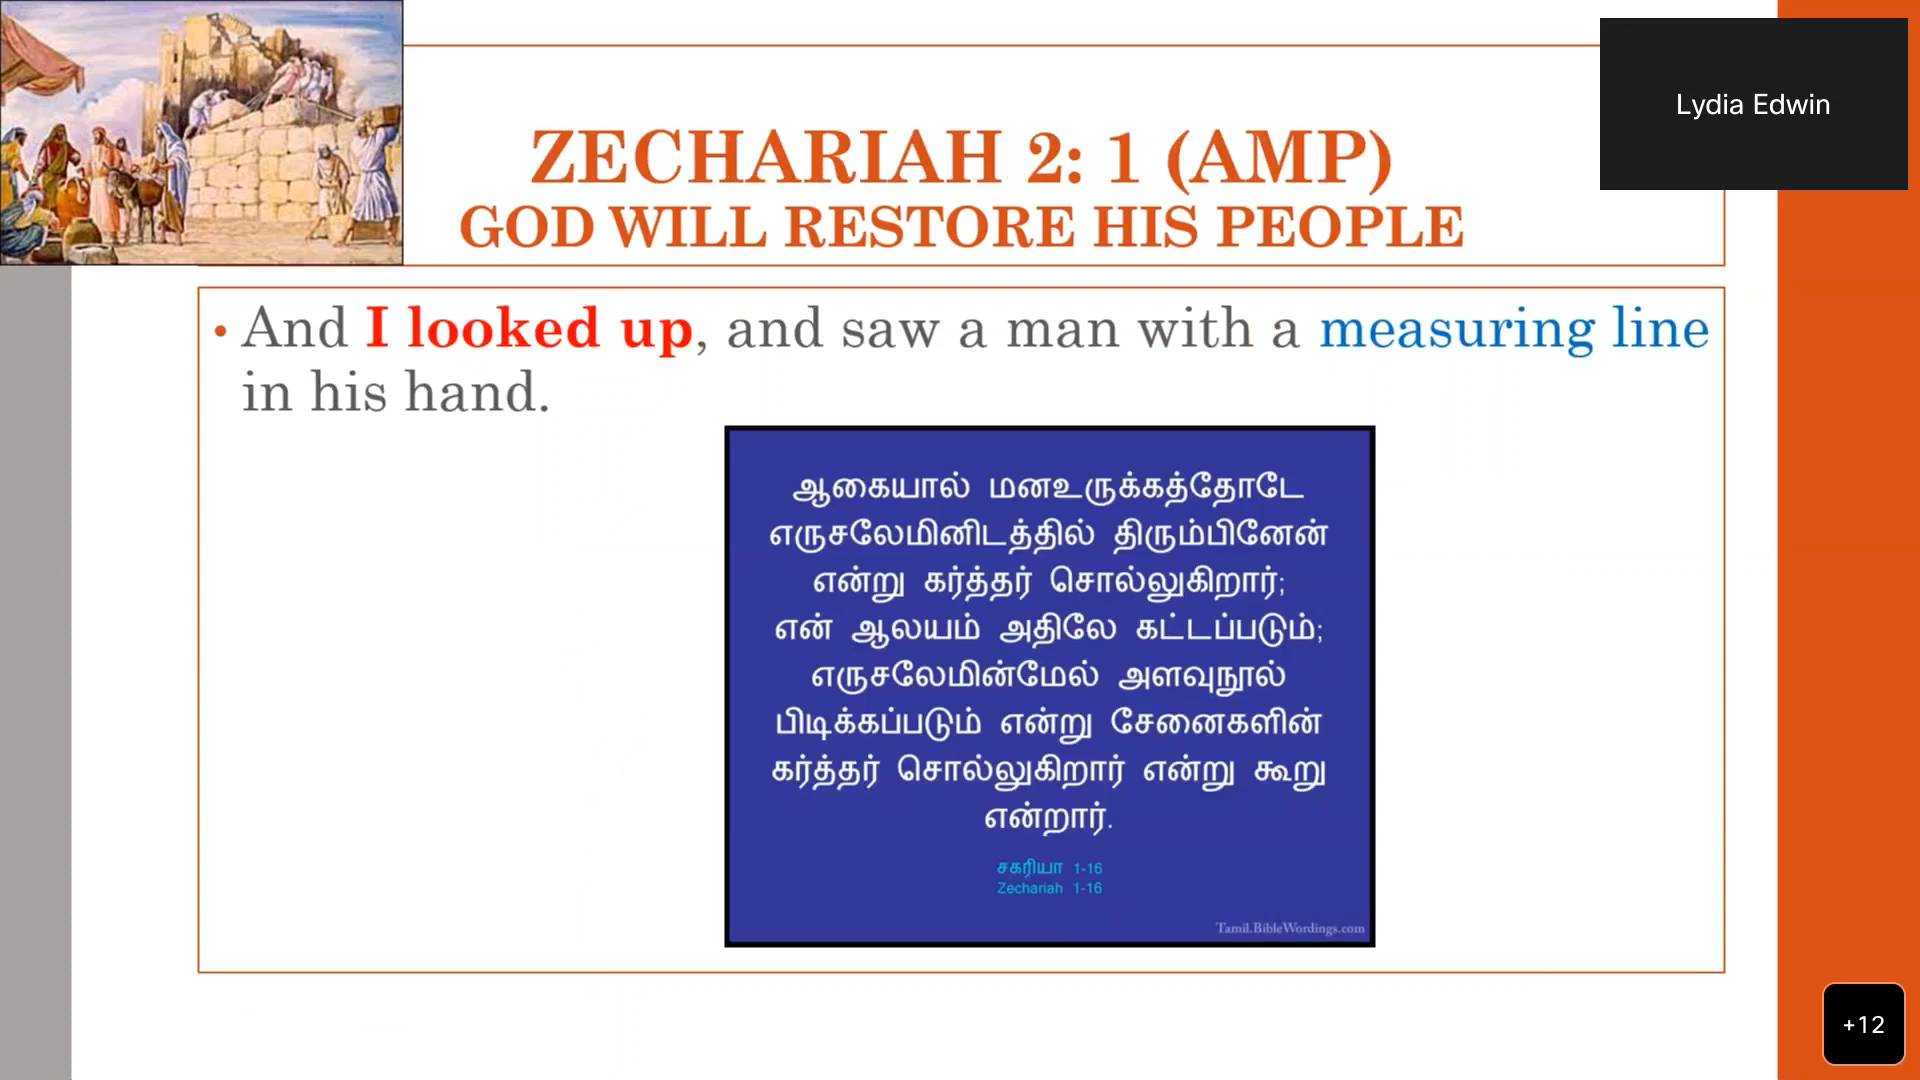 Lydia Edwin
ZECHARIAH 2: 1 (AMP)
GOD WILL RESTORE HIS PEOPLE
• And I looked up, and saw a man with a measuring line
in his hand.
ஆகையால் மனஉருக்கத்தோடே
எருசலேமினிடத்தில் திரும்பினேன்
என்று கர்த்தர் சொல்லுகிறார்;
என் ஆலயம் அதிலே கட்டப்படும்;
எருசலேமின்மேல் அளவுநூல்
பிடிக்கப்படும் என்று சேனைகளின்
கர்த்தர் சொல்லுகிறார் என்று கூறு
என்றார்.
சகரியா 1-16
Zechariah 1-16
Tamil.BibleWordings.com
+12